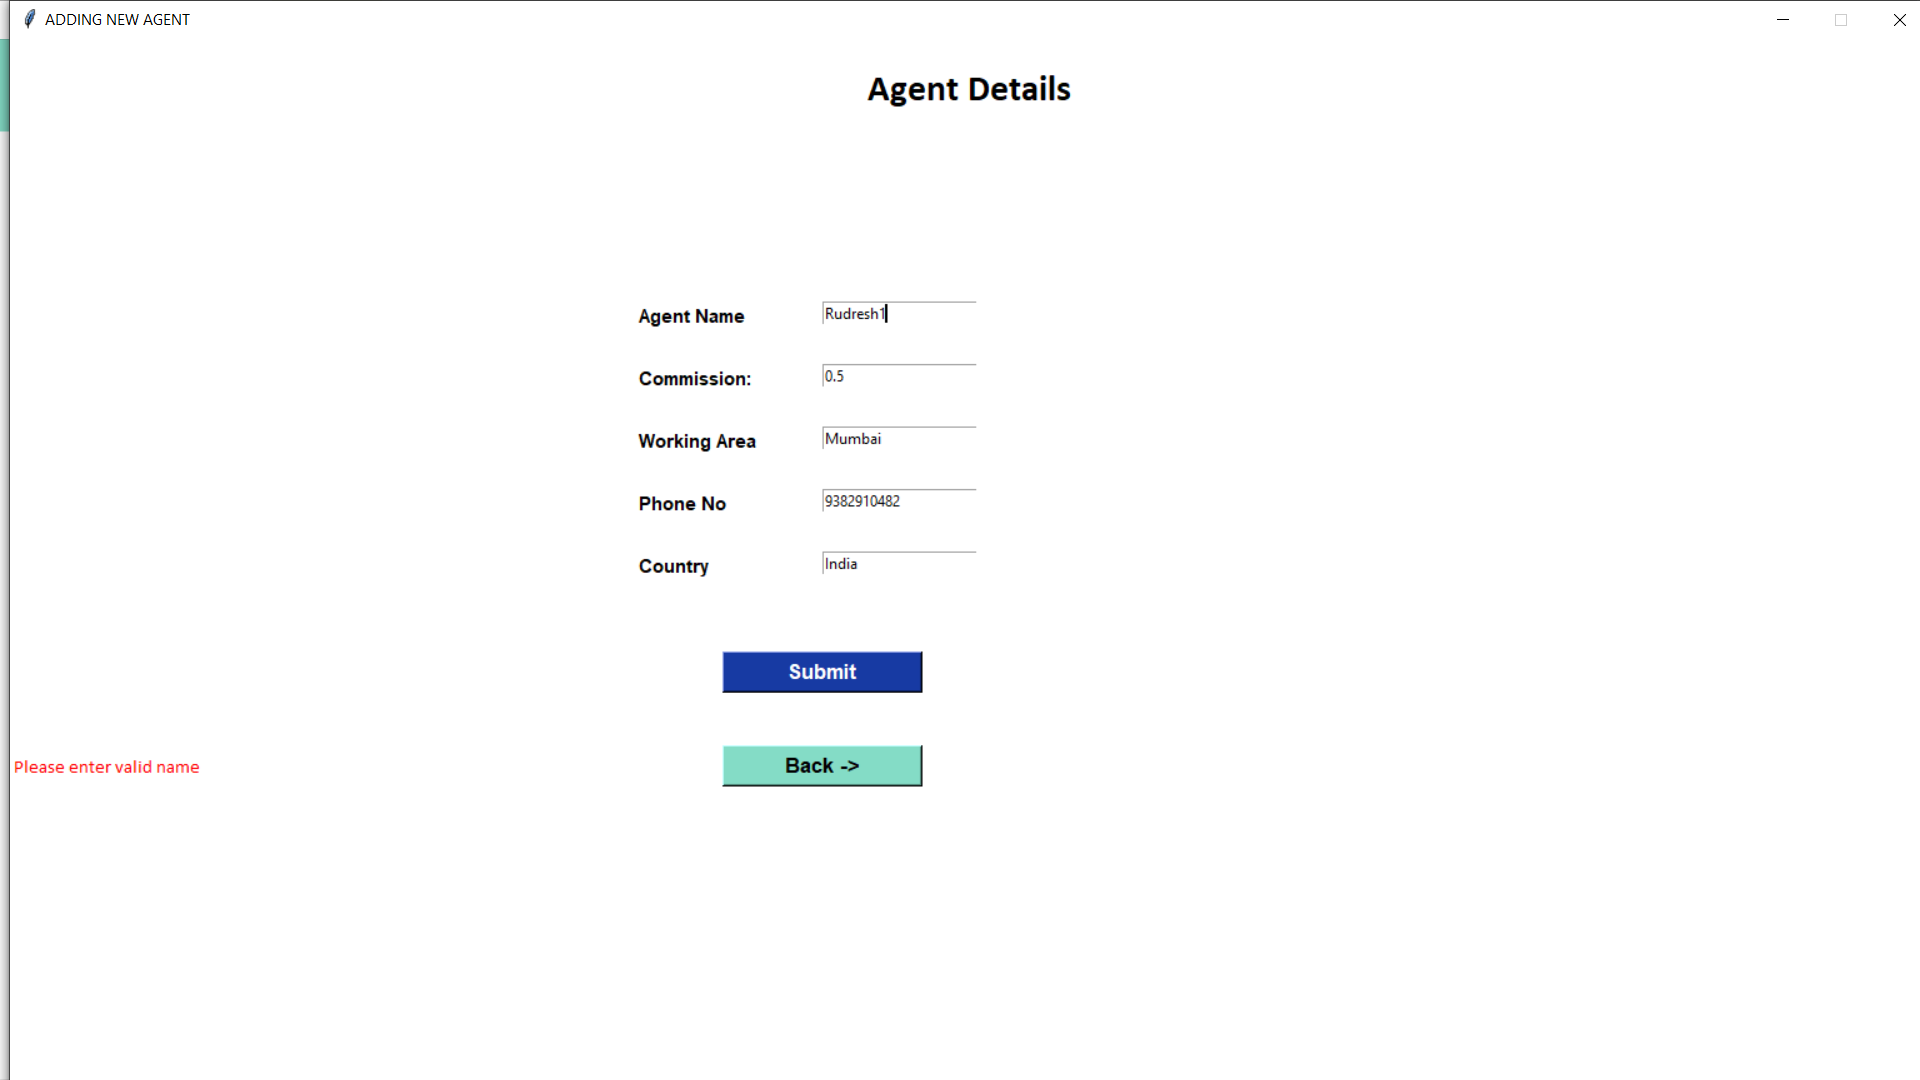 ADDING NEW AGENT
Agent Details
Agent Name Rudresh1
Commission: 0.5
Working Area Mumbai
Phone No 9382910482
Country India
Submit
Back ->
Please enter valid name